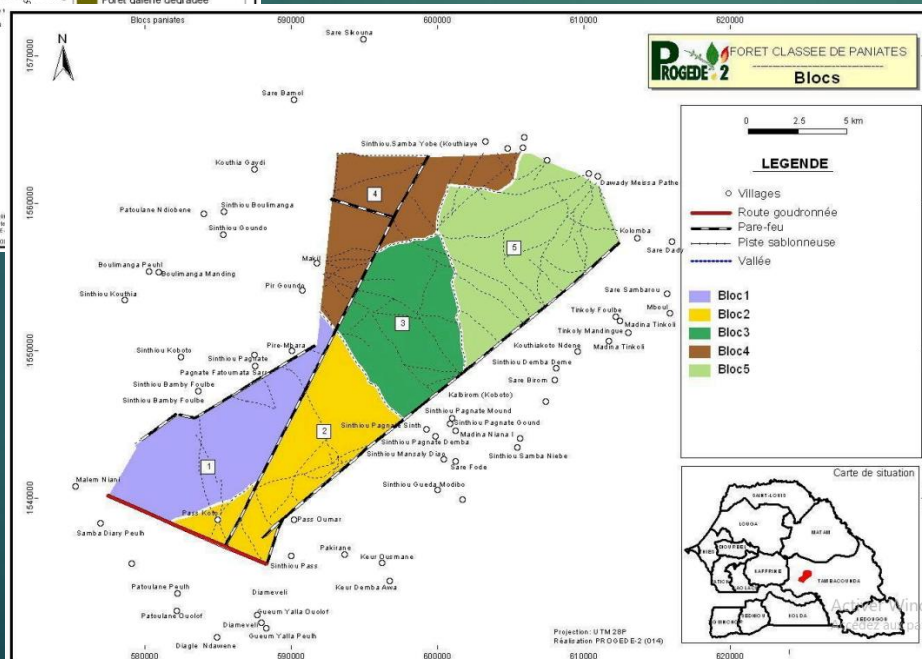 Forêt galerie dégradée
Blocs paniates
580000
590000
600000
610000
620000
1570000
1560000
1550000
1540000
N
PROGEDE 2
FORET CLASSEE DE PANIATES
Blocs
0 2.5 5 km
LEGENDE
Villages
Route goudronnée
Pare-feu
Piste sablonneuse
Vallée
Bloc1
Bloc2
Bloc3
Bloc4
Bloc5
Sare Sikouna
Sare Bamol
Sinthiou Samba Yobe (Kouthiaye
Kouthia Gaydi
Dawady Meissa Pathe
Patoulane Ndiobene
Sinthiou Boulimanga
Sinthiou Goundo
Kolomba
Sare Dady
Boulimanga Peuhl
Boulimanga Manding
Makil
Pir Goundo
Sinthiou Kouthia
Sare Sambarou
Mboul
Tinkoly Foulbe
Madina Tinkoli
Tinkoly Mandingue
Madina Tinkoli
Pire-Mbara
Sinthiou Koboto
Sinthiou Pagnate
Pagnate Fatoumata Sarr
Kouthiakoto Ndene
Sinthiou Demba Deme
Sare Birom
Sinthiou Bamby Foulbe
Sinthiou Bamby Foulbe
Kalbirom (Koboto)
Sinthiou Pagnate Mound
Sinthiou Pagnate Sinth
Sinthiou Pagnate Gound
Madina Niana I
Sinthiou Pagnate Demba
Sinthiou Mansaly Diao
Sinthiou Samba Niebe
Sare Fode
Sinthiou Gueda Modibo
Malem Niani
Samba Diary Peulh
Pass Koto
Pass Oumar
Pakirane
Keur Ousmane
Sinthiou Pass
Keur Demba Awa
Patoulane Peulh
Diameveli
Patoulane Ouolof
Gueum Yalla Ouolof
Diameveli
Gueum Yalla Peulh
Diagle Ndawene
1
2
3
4
5
Carte de situation
SAINT-LOUIS
LOUGA
MATAM
DIOURBEL
THIES
KAFFRINE
TAMBACOUNDA
KOLDA
SEDHIOU
KEDOUGOU
Projection: UTM 28P
Réalisation PROGEDE-2 (014)
580000
590000
600000
610000
620000